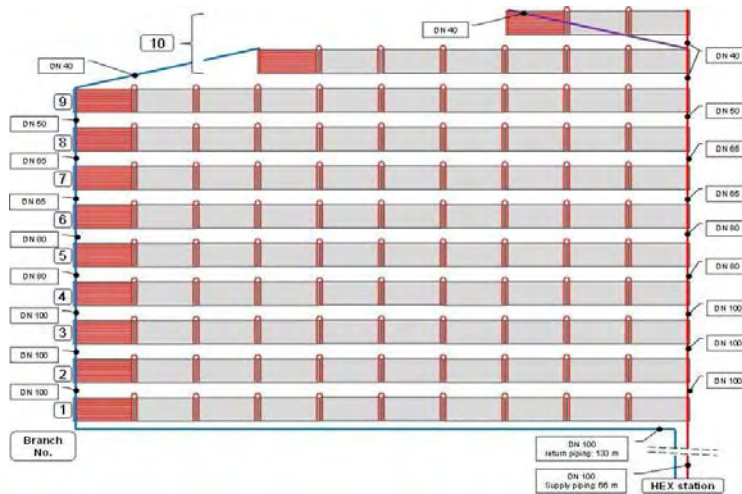 DN 40
10
DN 40
DN 40
9
DN 50
DN 50
8
DN 65
DN 65
7
DN 65
DN 65
6
DN 80
DN 80
5
DN 80
DN 80
4
DN 100
DN 100
3
DN 100
DN 100
2
DN 100
DN 100
1
Branch
No.
DN 100
return piping: 133 m
DN 100
Supply piping: 66 m
HEX station